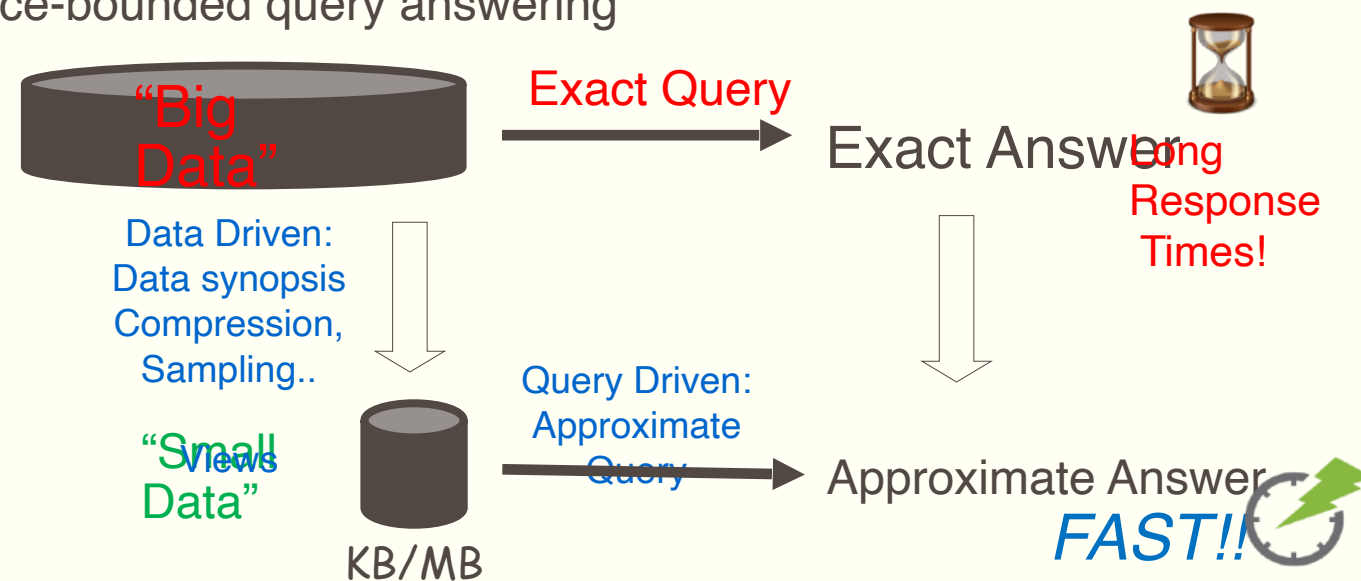 ce-bounded query answering
Exact Query
“Big
Data”
Exact Answer
Long
Response
Times!
Data Driven:
Data synopsis
Compression,
Sampling..
Query Driven:
Approximate
Query
“Small
Views
Data”
Approximate Answer
FAST!!
KB/MB